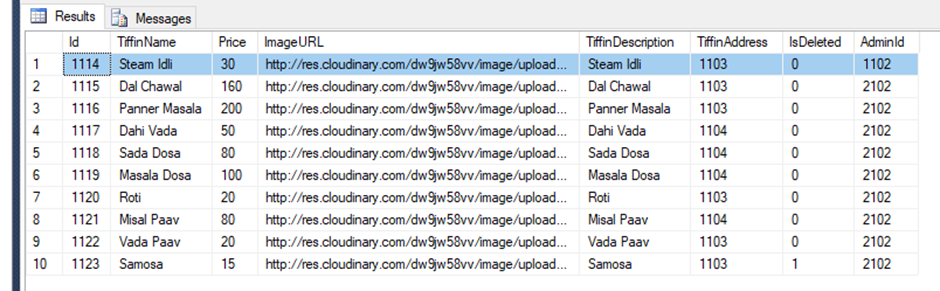 Results Messages
Id TiffinName Price ImageURL TiffinDescription TiffinAddress IsDeleted AdminId
1 1114 Steam Idli 30 http://res.cloudinary.com/dw9jw58vv/image/upload... Steam Idli 1103 0 1102
2 1115 Dal Chawal 160 http://res.cloudinary.com/dw9jw58vv/image/upload... Dal Chawal 1103 0 2102
3 1116 Panner Masala 200 http://res.cloudinary.com/dw9jw58vv/image/upload... Panner Masala 1103 0 2102
4 1117 Dahi Vada 50 http://res.cloudinary.com/dw9jw58vv/image/upload... Dahi Vada 1104 0 2102
5 1118 Sada Dosa 80 http://res.cloudinary.com/dw9jw58vv/image/upload... Sada Dosa 1104 0 2102
6 1119 Masala Dosa 100 http://res.cloudinary.com/dw9jw58vv/image/upload... Masala Dosa 1104 0 2102
7 1120 Roti 20 http://res.cloudinary.com/dw9jw58vv/image/upload... Roti 1103 0 2102
8 1121 Misal Paav 80 http://res.cloudinary.com/dw9jw58vv/image/upload... Misal Paav 1104 0 2102
9 1122 Vada Paav 20 http://res.cloudinary.com/dw9jw58vv/image/upload... Vada Paav 1103 0 2102
10 1123 Samosa 15 http://res.cloudinary.com/dw9jw58vv/image/upload... Samosa 1103 1 2102